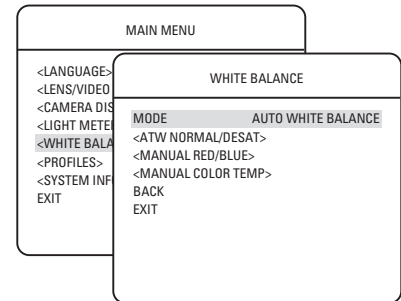 MAIN MENU
<LANGUAGE>
<LENS/VIDEO
<CAMERA DIS
<LIGHT METE
<WHITE BALA
<PROFILES>
<SYSTEM INF
EXIT
WHITE BALANCE
MODE AUTO WHITE BALANCE
<ATW NORMAL/DESAT>
<MANUAL RED/BLUE>
<MANUAL COLOR TEMP>
BACK
EXIT